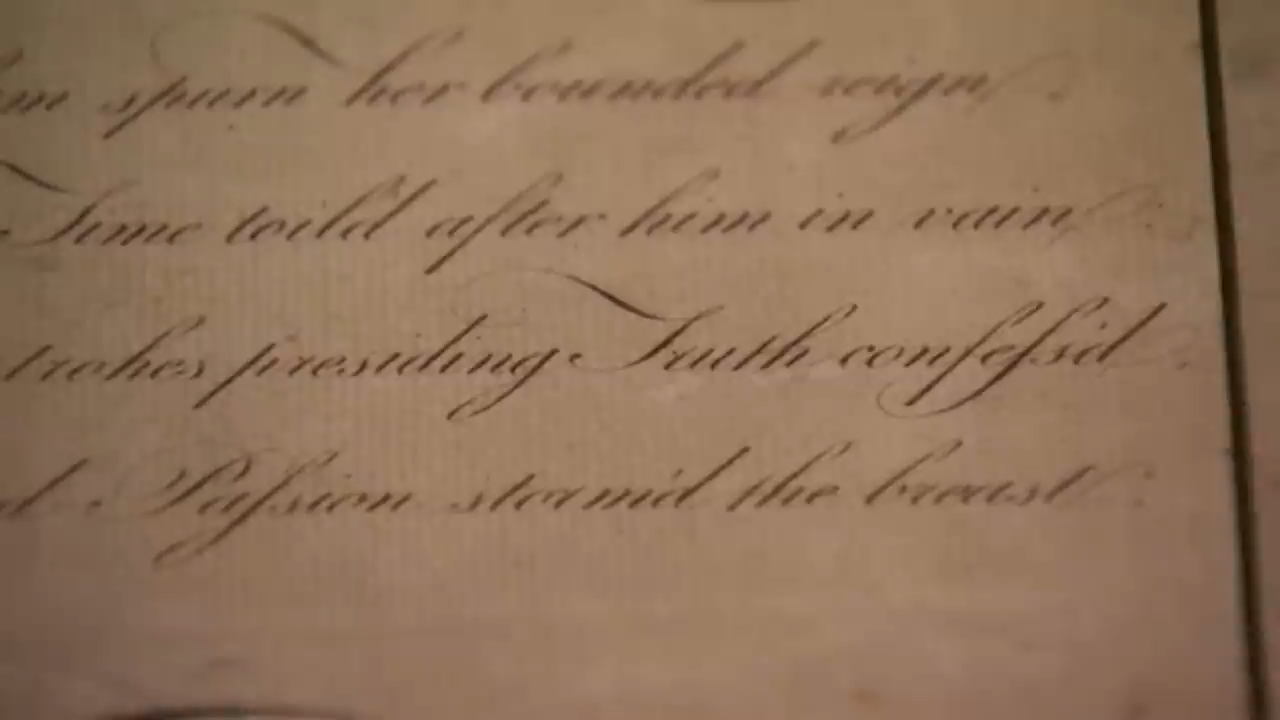 spurn her bounded reign
Time toil'd after him in vain
presiding Truth confeſs'd
Paſsion storm'd the breast